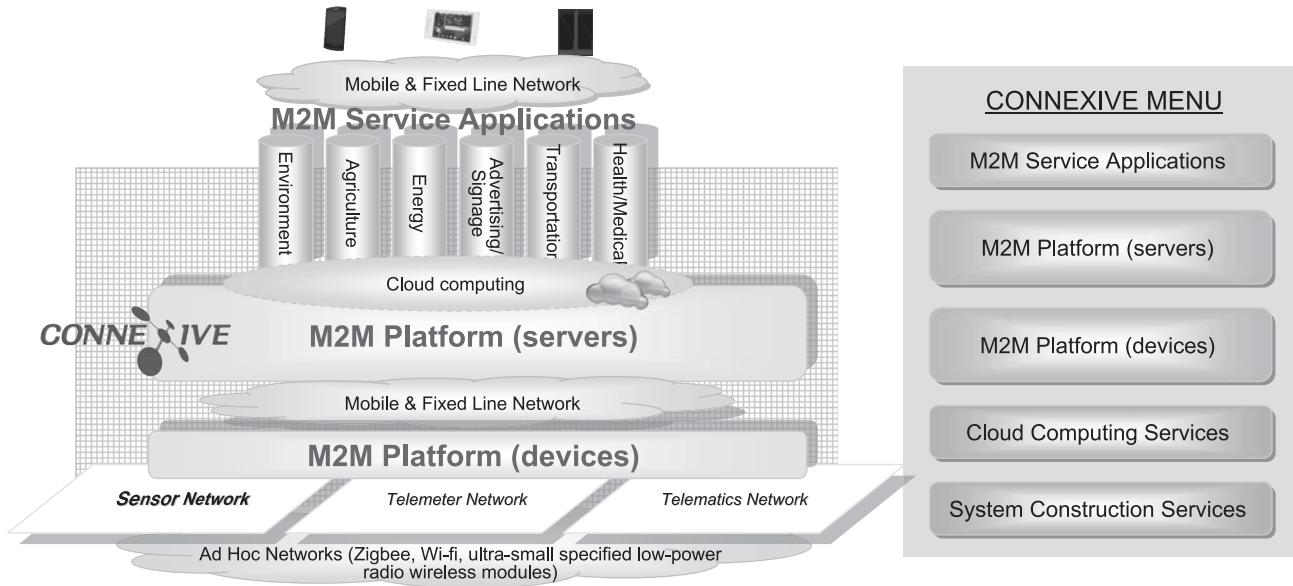 Mobile & Fixed Line Network
M2M Service Applications
Environment
Agriculture
Energy
Advertising/
Signage
Transportation
Health/Medical
Cloud computing
CONNEXIVE
M2M Platform (servers)
Mobile & Fixed Line Network
M2M Platform (devices)
Sensor Network
Telemeter Network
Telematics Network
Ad Hoc Networks (Zigbee, Wi-fi, ultra-small specified low-power
radio wireless modules)
CONNEXIVE MENU
M2M Service Applications
M2M Platform (servers)
M2M Platform (devices)
Cloud Computing Services
System Construction Services